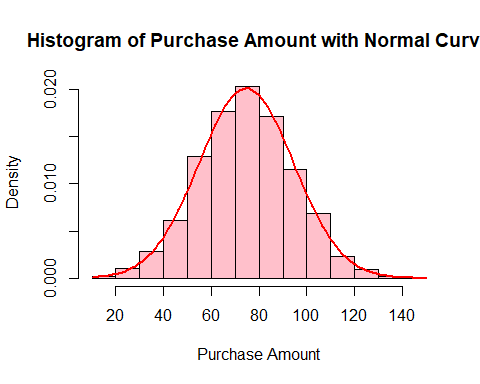 Histogram of Purchase Amount with Normal Curv
Density
0.020
0.010
0.000
20 40 60 80 100 120 140
Purchase Amount